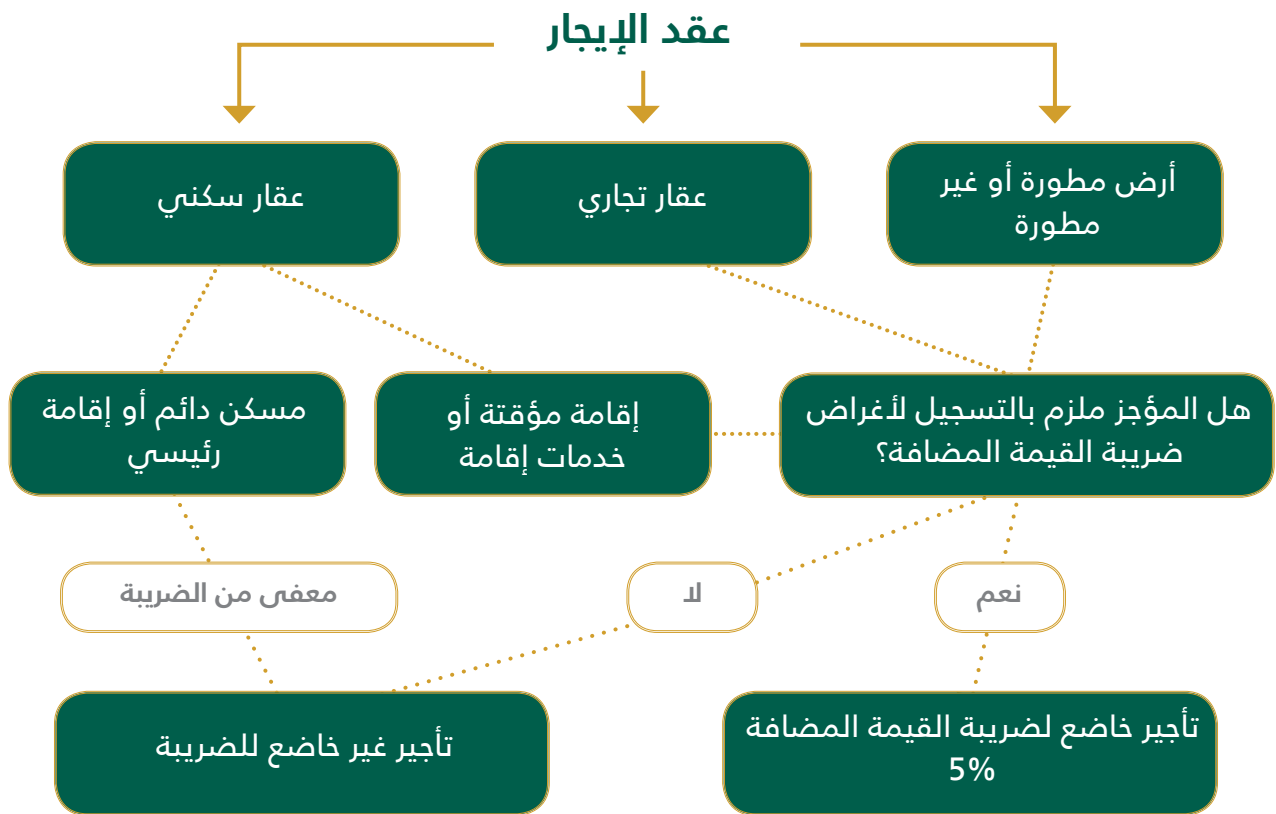 عقد الإيجار
أرض مطورة أو غير
مطورة
عقار تجاري
عقار سكني
هل المؤجز ملزم بالتسجيل لأغراض
ضريبة القيمة المضافة؟
إقامة مؤقتة أو
خدمات إقامة
مسكن دائم أو إقامة
رئيسي
نعم
لا
معفى من الضريبة
تأجير خاضع لضريبة القيمة المضافة
5%
تأجير غير خاضع للضريبة